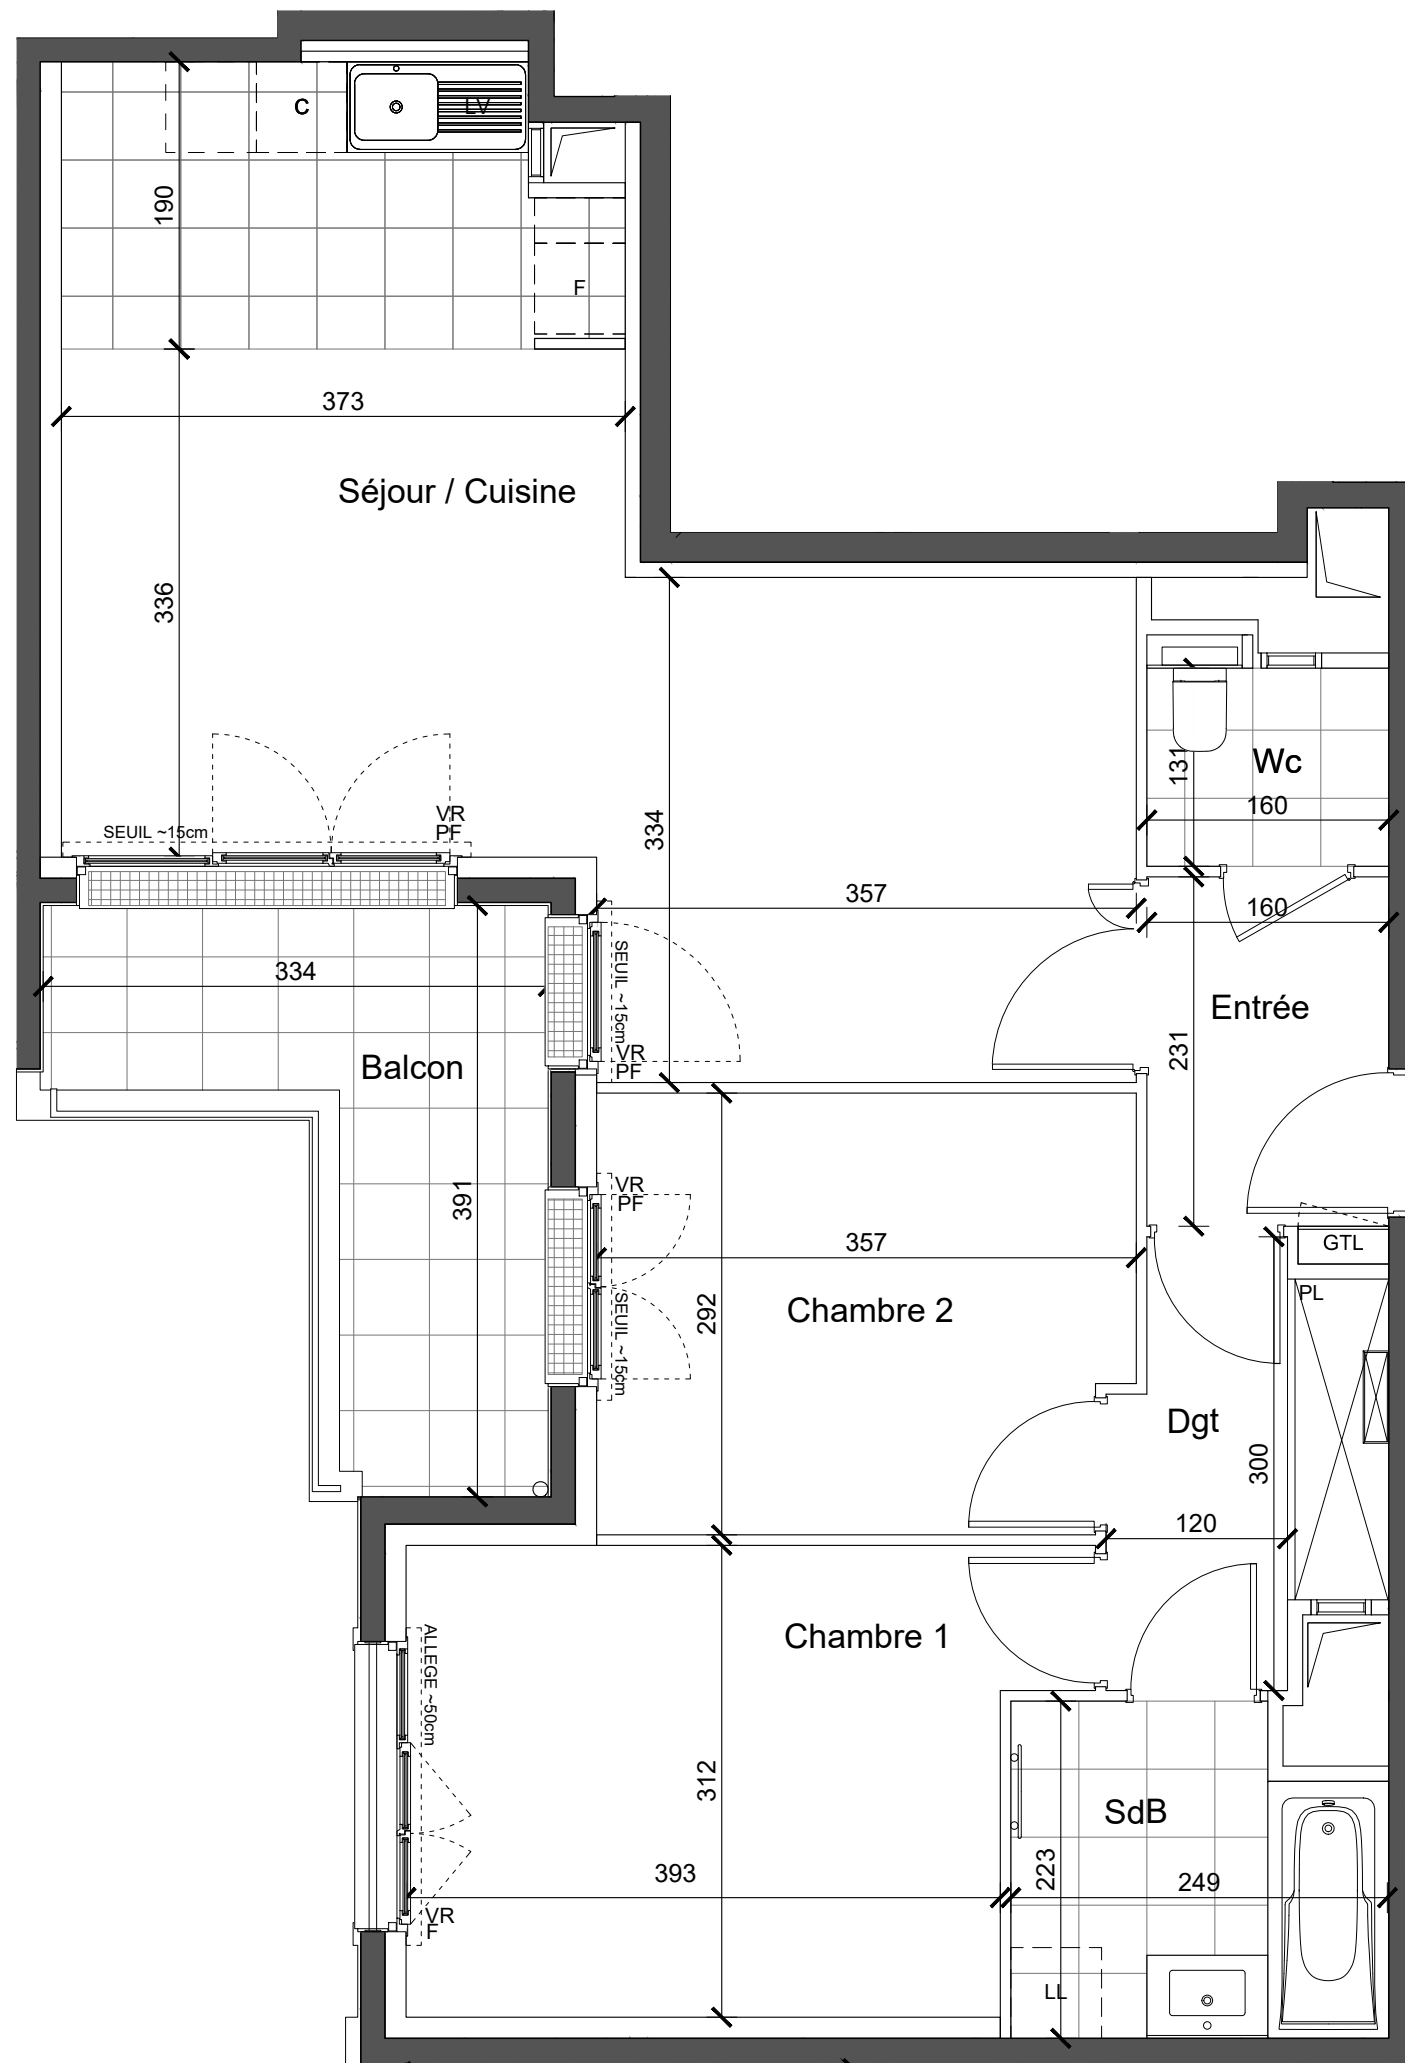 C
LV
190
F
373
Séjour / Cuisine
336
334
VR
PF
SEUIL ~15cm
Wc
131
160
357
160
334
SEUIL ~15cm
VR
PF
Entrée
231
Balcon
391
VR
PF
SEUIL ~15cm
357
GTL
PL
292
Chambre 2
Dgt
300
120
Chambre 1
ALLEGE ~50cm
312
SdB
393
223
249
VR
F
LL